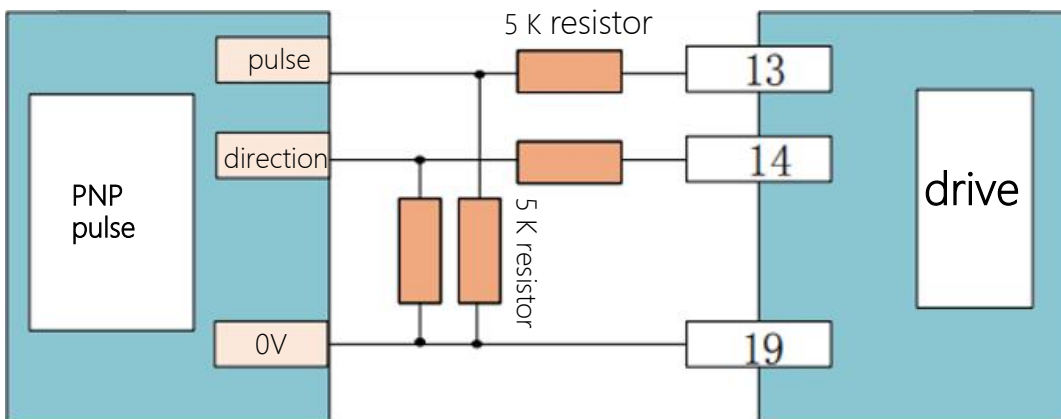 5 K resistor
pulse
13
direction
14
PNP
pulse
5 K resistor
drive
0V
19